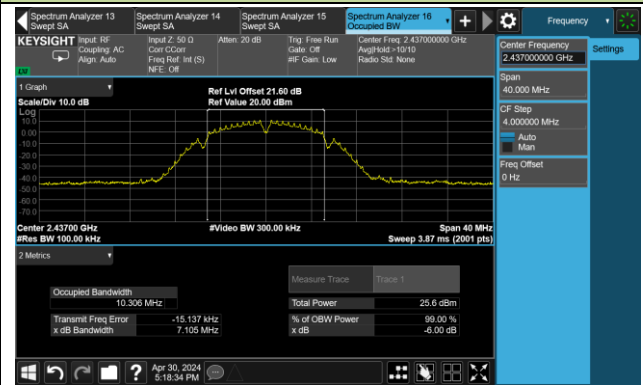 Spectrum Analyzer 13
Swept SA
Spectrum Analyzer 14
Swept SA
Spectrum Analyzer 15
Swept SA
Spectrum Analyzer 16
Occupied BW
Frequency
KEYSIGHT
Input: RF
Coupling: AC
Align: Auto
Input Z: 50 Ω
Corr CCorr
Freq Ref: Int (S)
NFE: Off
Atten: 20 dB
Trig: Free Run
Gate: Off
#IF Gain: Low
Center Freq: 2.437000000 GHz
Avg|Hold:>10/10
Radio Std: None
Center Frequency
2.437000000 GHz
Settings
Span
40.000 MHz
CF Step
4.000000 MHz
Auto
Man
Freq Offset
0 Hz
1 Graph
Scale/Div 10.0 dB
Ref Lvl Offset 21.60 dB
Ref Value 20.00 dBm
Log
10.0
0.00
-10.0
-20.0
-30.0
-40.0
-50.0
-60.0
-70.0
Center 2.43700 GHz
#Res BW 100.00 kHz
#Video BW 300.00 kHz
Span 40 MHz
Sweep 3.87 ms (2001 pts)
2 Metrics
Measure Trace
Trace 1
Occupied Bandwidth
10.306 MHz
Total Power
25.6 dBm
Transmit Freq Error
-15.137 kHz
% of OBW Power
99.00 %
x dB Bandwidth
7.105 MHz
x dB
-6.00 dB
?
Apr 30, 2024
5:18:34 PM